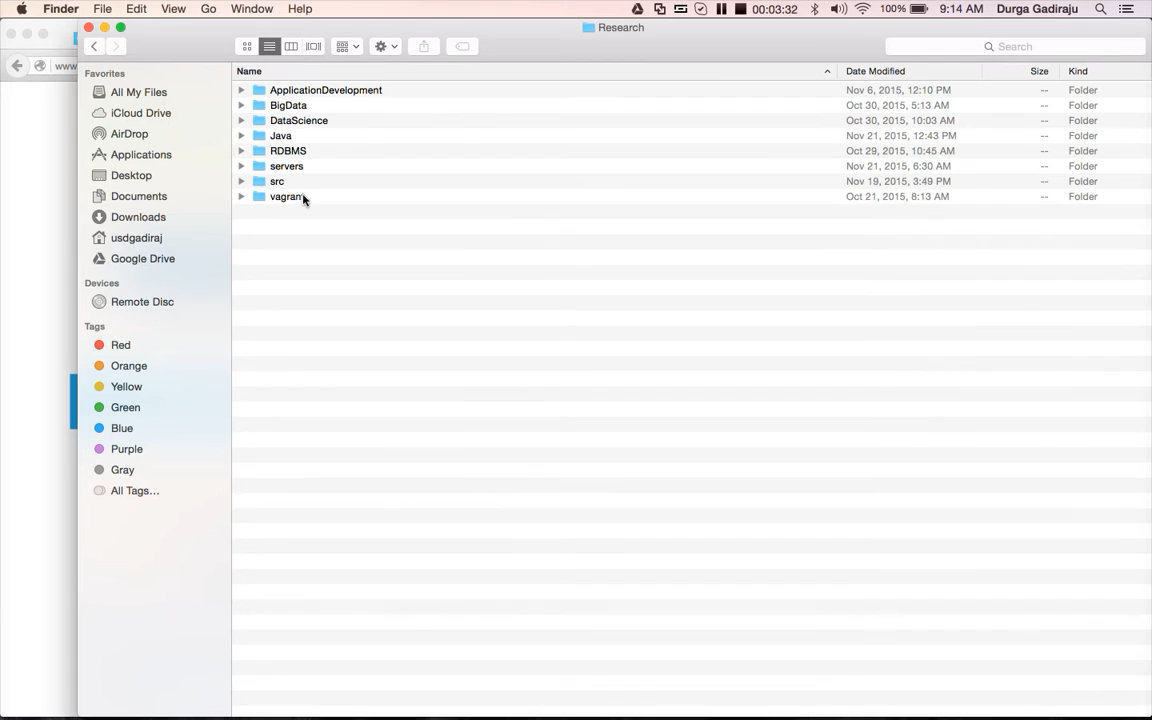 Finder File Edit View Go Window Help 00:03:32 100% 9:14 AM Durga Gadiraju
Research
www.
Search
Favorites
All My Files
iCloud Drive
AirDrop
Applications
Desktop
Documents
Downloads
usdgadiraj
Google Drive
Devices
Remote Disc
Tags
Red
Orange
Yellow
Green
Blue
Purple
Gray
All Tags...
Name Date Modified Size Kind
ApplicationDevelopment Nov 6, 2015, 12:10 PM -- Folder
BigData Oct 30, 2015, 5:13 AM -- Folder
DataScience Oct 30, 2015, 10:03 AM -- Folder
Java Nov 21, 2015, 12:43 PM -- Folder
RDBMS Oct 29, 2015, 10:45 AM -- Folder
servers Nov 21, 2015, 6:30 AM -- Folder
src Nov 19, 2015, 3:49 PM -- Folder
vagrant Oct 21, 2015, 8:13 AM -- Folder